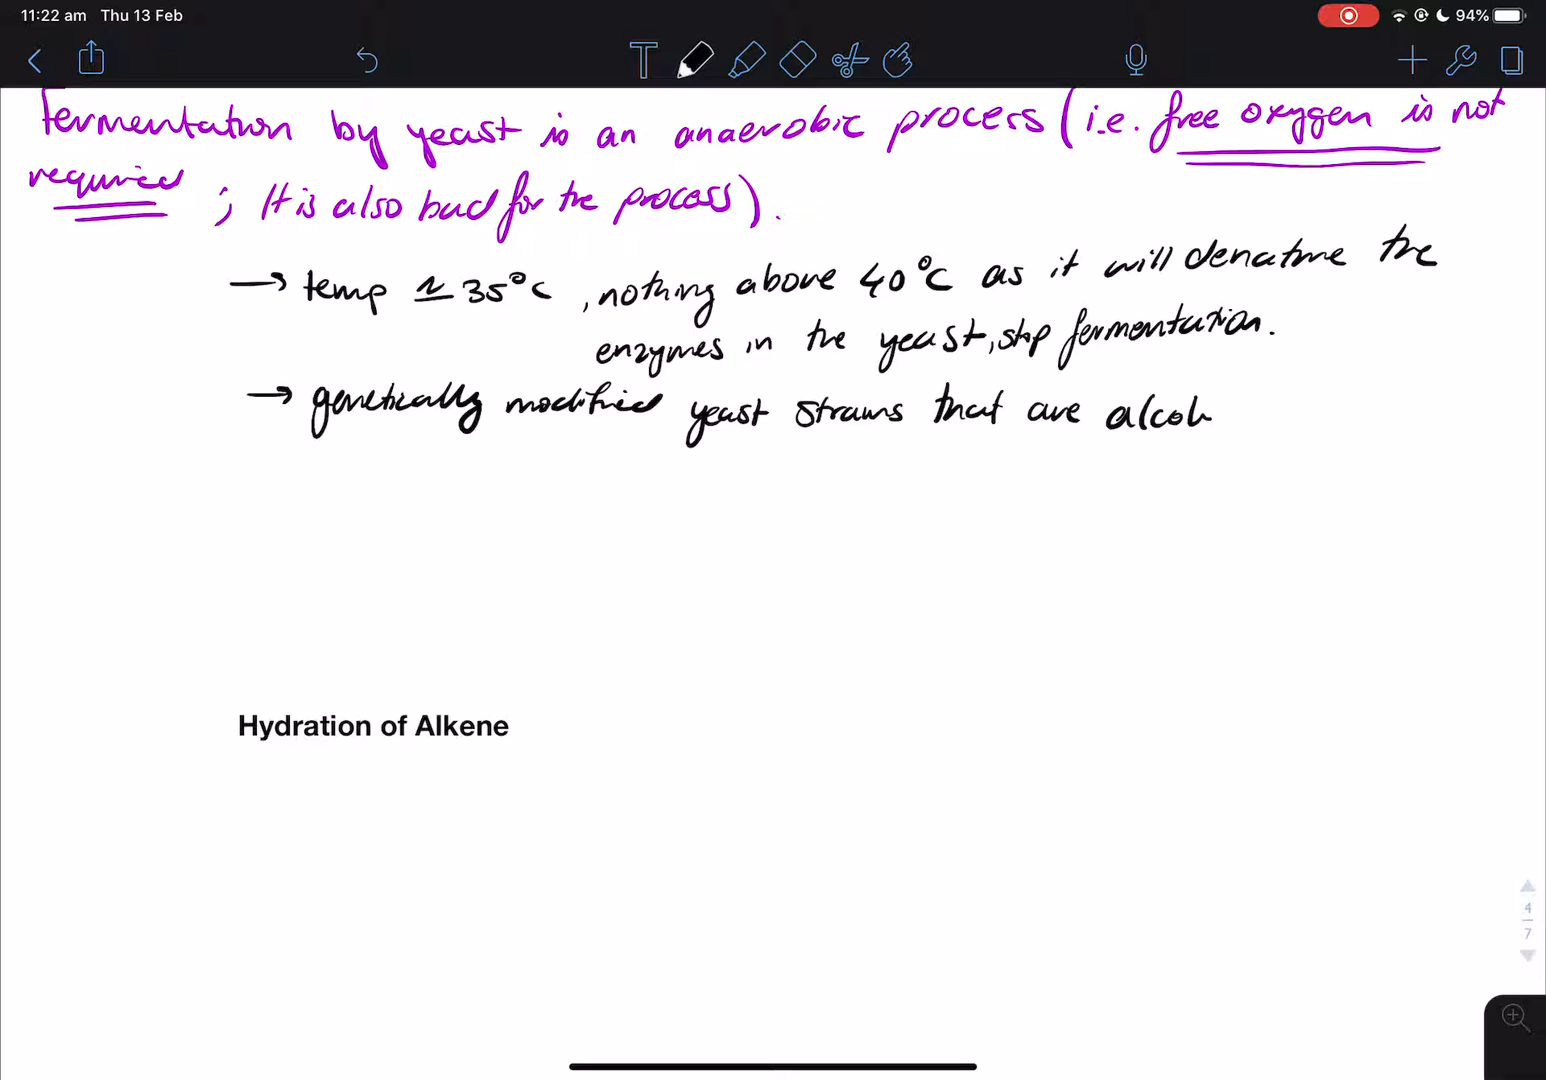 11:22 am Thu 13 Feb
94%
T
Fermentation by yeast is an anaerobic process (i.e. free oxygen is not
required ; It is also bad for the process).
→ temp ≃ 35°C , nothing above 40°C as it will denature the
enzymes in the yeast, stop fermentation.
→ genetically modified yeast strains that are alcoh
Hydration of Alkene
4
7